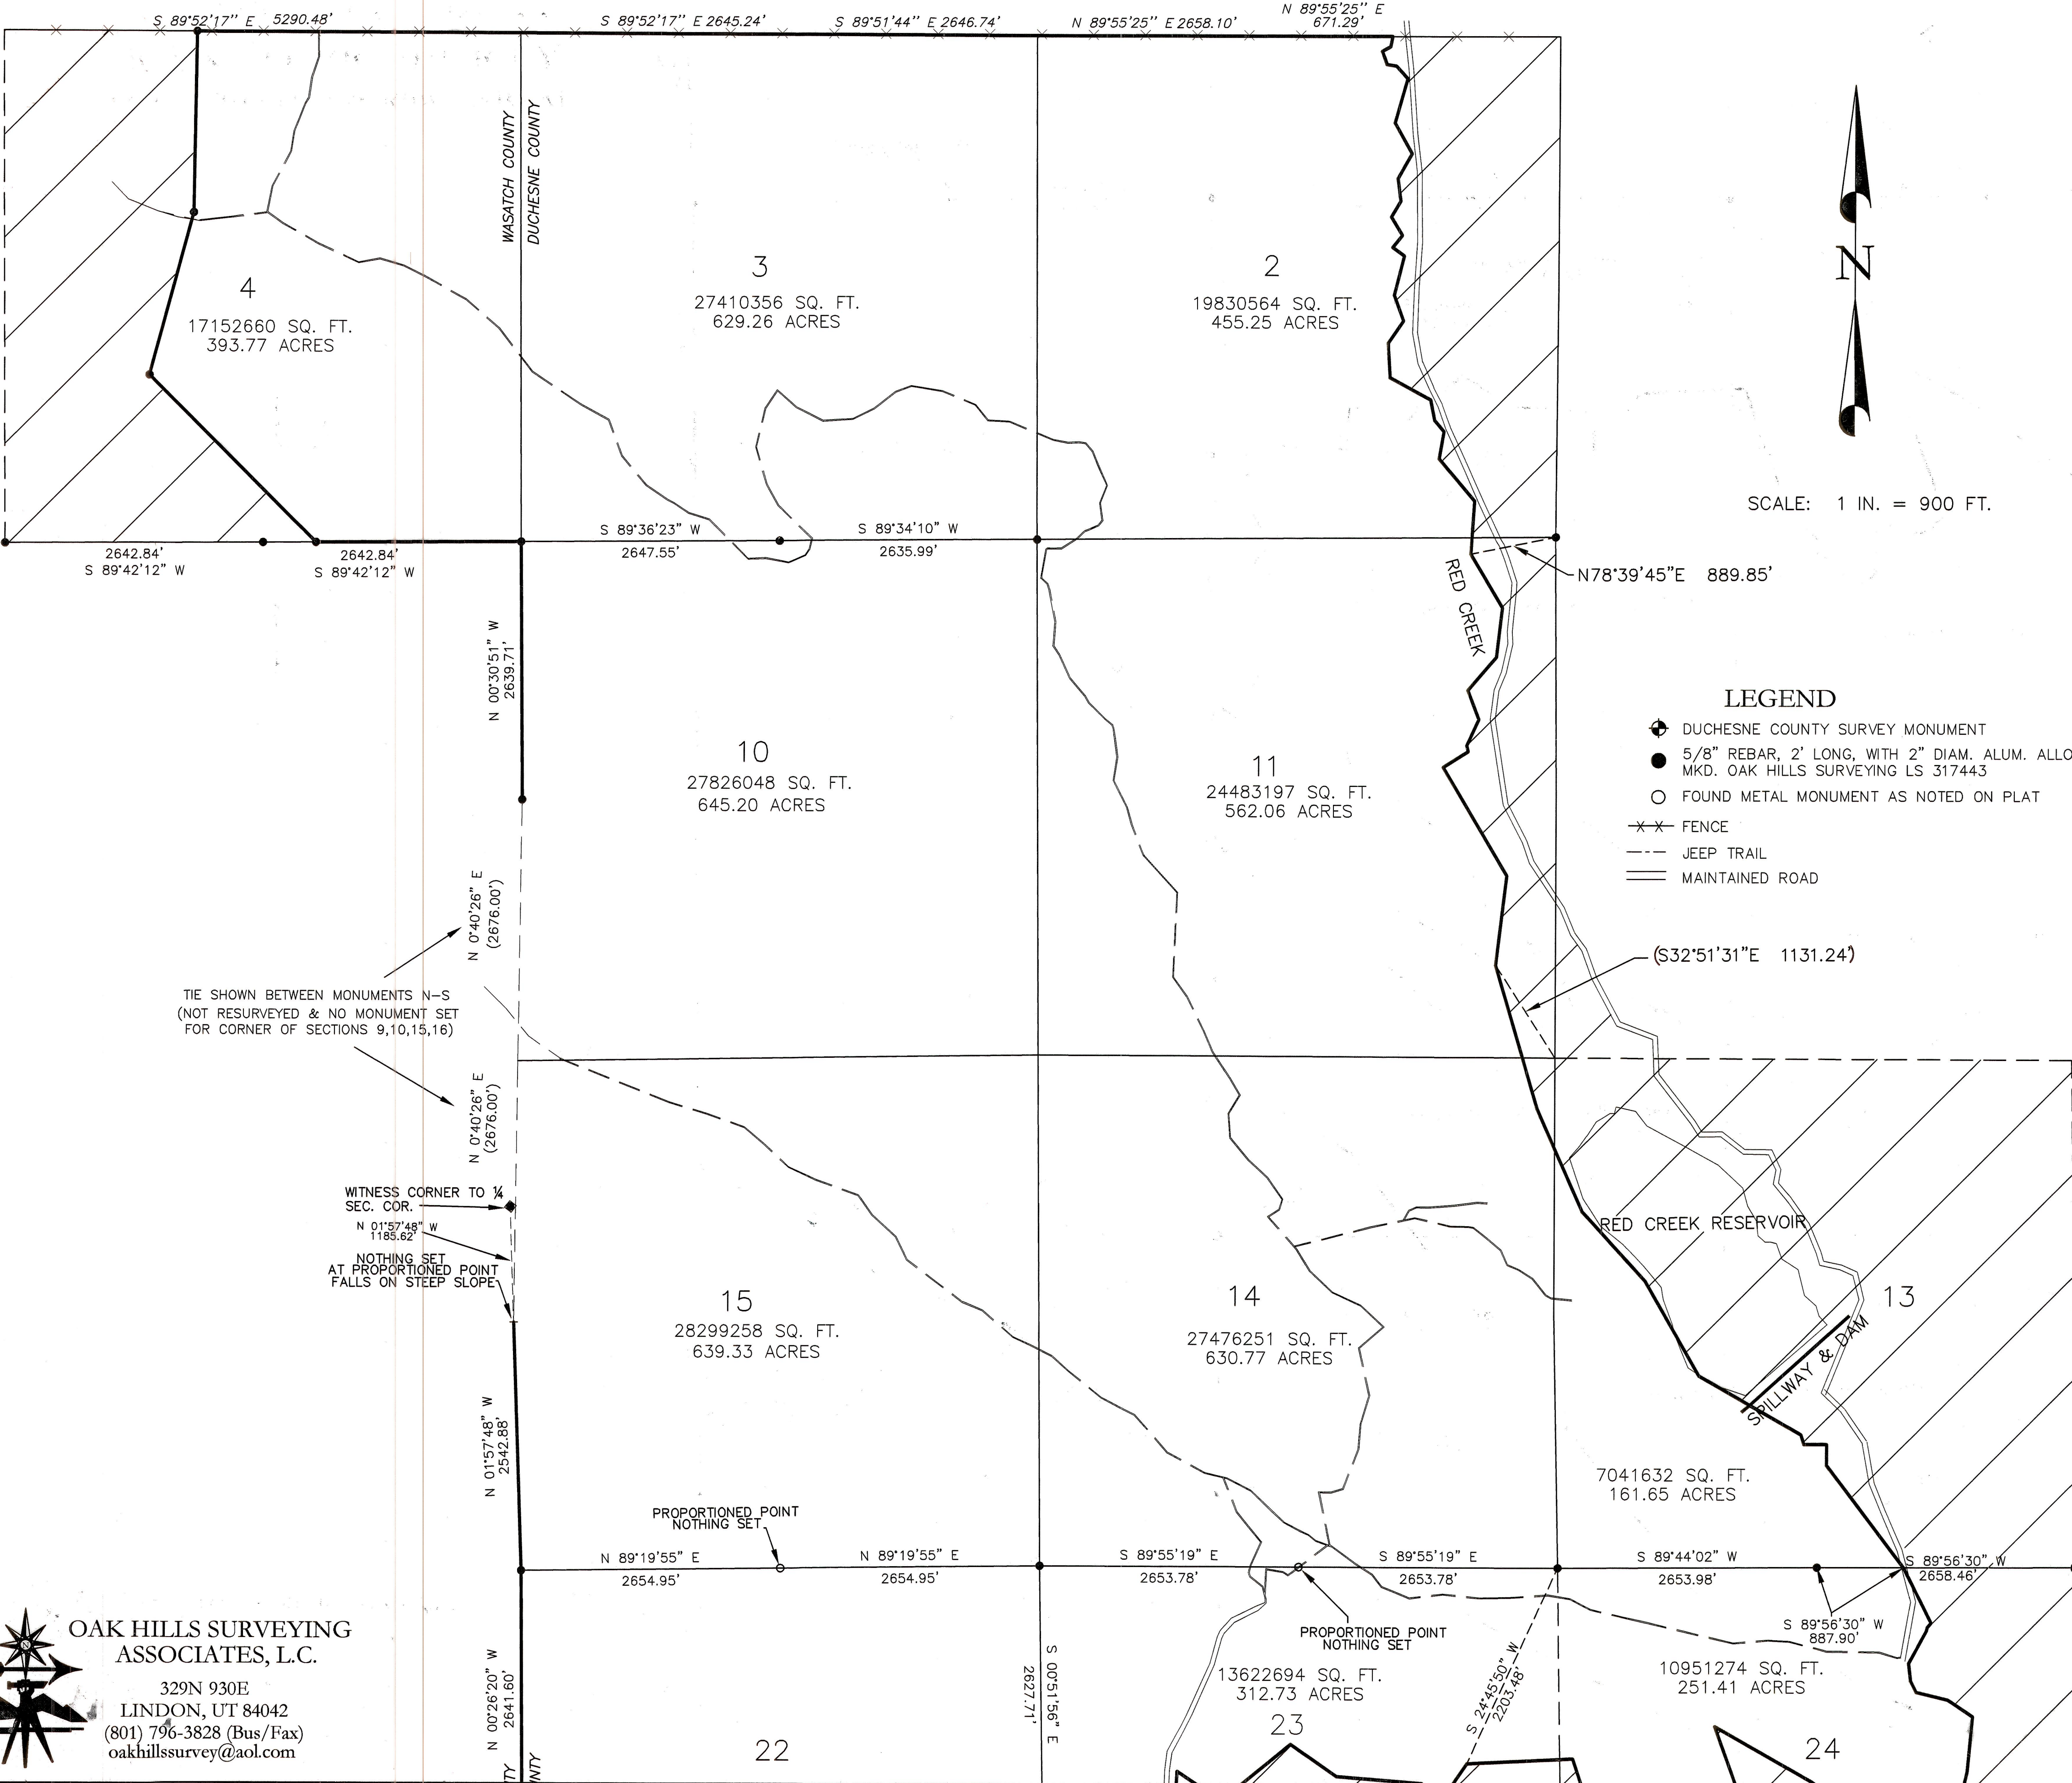 S 89°52'17" E 5290.48'
S 89°52'17" E 2645.24'
S 89°51'44" E 2646.74'
N 89°55'25" E 2658.10'
N 89°55'25" E
671.29'
WASATCH COUNTY
DUCHESNE COUNTY
4
17152660 SQ. FT.
393.77 ACRES
3
27410356 SQ. FT.
629.26 ACRES
2
19830564 SQ. FT.
455.25 ACRES
N
SCALE: 1 IN. = 900 FT.
2642.84'
S 89°42'12" W
2642.84'
S 89°42'12" W
S 89°36'23" W
2647.55'
S 89°34'10" W
2635.99'
N78°39'45"E 889.85'
RED CREEK
N 00°30'51" W
2639.71'
LEGEND
DUCHESNE COUNTY SURVEY MONUMENT
5/8" REBAR, 2' LONG, WITH 2" DIAM. ALUM. ALLO
MKD. OAK HILLS SURVEYING LS 317443
FOUND METAL MONUMENT AS NOTED ON PLAT
X X FENCE
JEEP TRAIL
MAINTAINED ROAD
10
27826048 SQ. FT.
645.20 ACRES
11
24483197 SQ. FT.
562.06 ACRES
N 0°40'26" E
(2676.00')
(S32°51'31"E 1131.24')
TIE SHOWN BETWEEN MONUMENTS N-S
(NOT RESURVEYED & NO MONUMENT SET
FOR CORNER OF SECTIONS 9,10,15,16)
N 0°40'26" E
(2676.00')
WITNESS CORNER TO ¼
SEC. COR.
N 01°57'48" W
1185.62'
NOTHING SET
AT PROPORTIONED POINT
FALLS ON STEEP SLOPE
RED CREEK RESERVOIR
13
SPILLWAY & DAM
15
28299258 SQ. FT.
639.33 ACRES
14
27476251 SQ. FT.
630.77 ACRES
N 01°57'48" W
2542.88'
7041632 SQ. FT.
161.65 ACRES
PROPORTIONED POINT
NOTHING SET
N 89°19'55" E
2654.95'
N 89°19'55" E
2654.95'
S 89°55'19" E
2653.78'
S 89°55'19" E
2653.78'
S 89°44'02" W
2653.98'
S 89°56'30" W
2658.46'
S 89°56'30" W
887.90'
PROPORTIONED POINT
NOTHING SET
OAK HILLS SURVEYING
ASSOCIATES, L.C.
329N 930E
LINDON, UT 84042
(801) 796-3828 (Bus/Fax)
oakhillssurvey@aol.com
N
N 00°26'20" W
2641.60'
TY
NTY
22
S 00°51'56" E
2627.71'
13622694 SQ. FT.
312.73 ACRES
23
S 24°45'50" W
2203.48'
10951274 SQ. FT.
251.41 ACRES
24